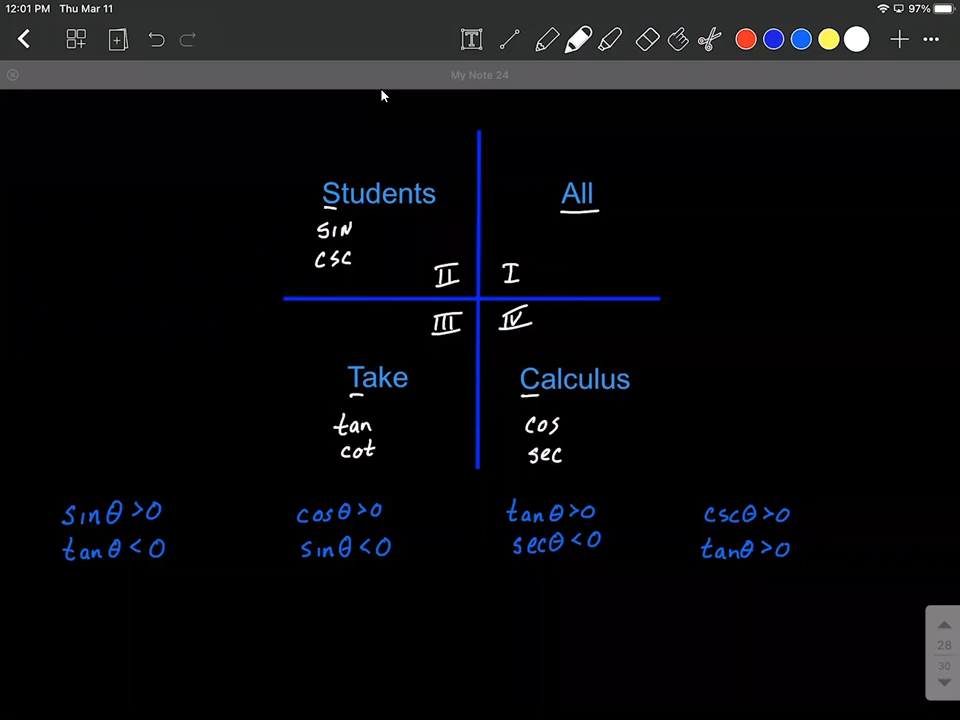 12:01 PM Thu Mar 11 97%
My Note 24
Students All
sin
csc
II I
III IV
Take Calculus
tan cos
cot sec
sinθ >0 cosθ >0 tanθ >0 cscθ >0
tanθ < 0 sinθ < 0 secθ < 0 tanθ >0
28
30